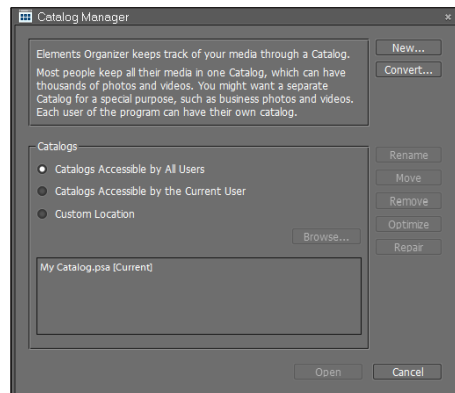 Catalog Manager
Elements Organizer keeps track of your media through a Catalog.
Most people keep all their media in one Catalog, which can have
thousands of photos and videos. You might want a separate
Catalog for a special purpose, such as business photos and videos.
Each user of the program can have their own catalog.
New...
Convert...
Catalogs
Catalogs Accessible by All Users
Catalogs Accessible by the Current User
Custom Location
Browse...
My Catalog.psa [Current]
Rename
Move
Remove
Optimize
Repair
Open
Cancel